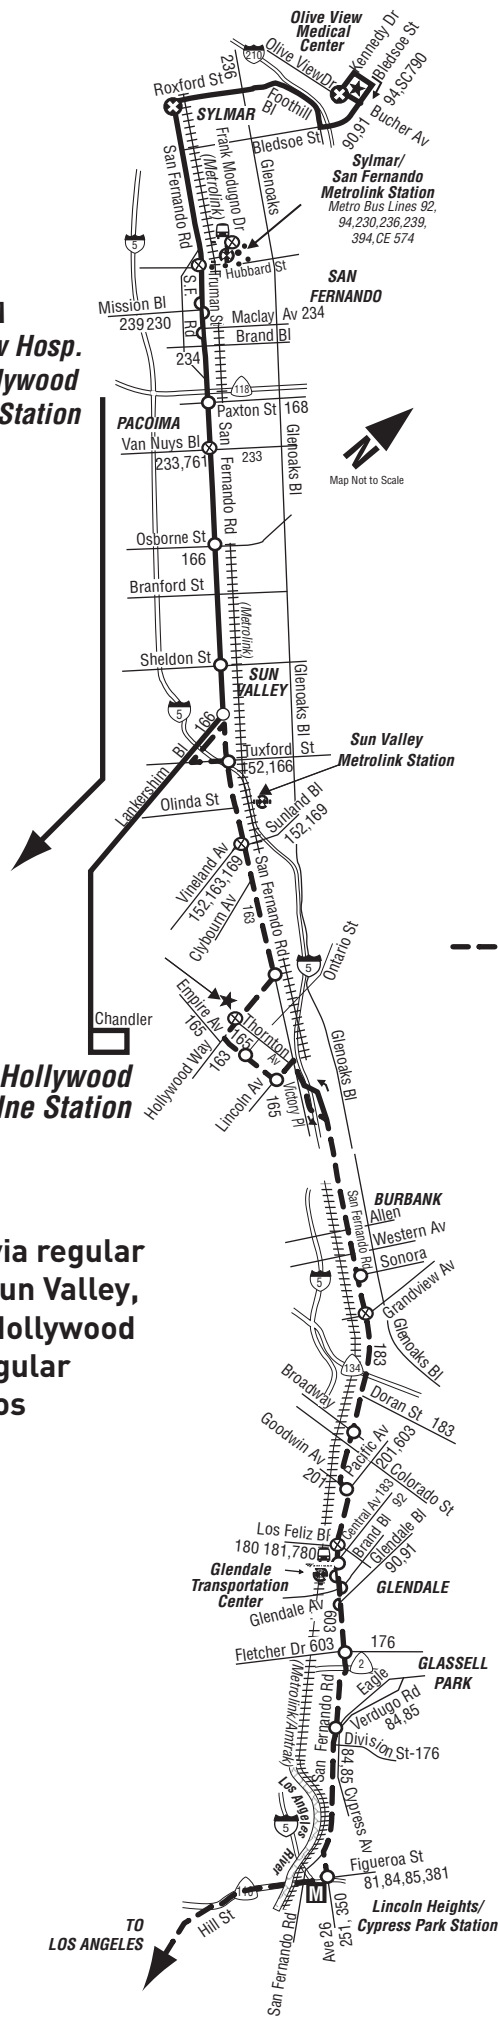 Olive View
Medical
Center
Kennedy Dr
Bledsoe St
94,SC790
Olive ViewDr
210
236
Roxford St
Foothill
Bl
Bucher Av
90,91
SYLMAR
Bledsoe St
Frank Modugno Dr
(Metrolink)
Glenoaks
San Fernando Rd
Sylmar/
San Fernando
Metrolink Station
Metro Bus Lines 92,
94,230,236,239,
394,CE 574
5
Hubbard St
Truman St
S.F.
Rd
SAN
FERNANDO
Mission Bl
239 230
Maclay Av 234
Brand Bl
234
w Hosp.
lywood
Station
118
PACOIMA
Paxton St 168
Van Nuys Bl
233,761
233
San Fernando Rd
Glenoaks Bl
N
Map Not to Scale
Osborne St
166
Branford St
(Metrolink)
Sheldon St
SUN
VALLEY
Glenoaks Bl
5
166
Lankershim Bl
Tuxford St
152,166
Sun Valley
Metrolink Station
Olinda St
Sunland Bl
152,169
Vineland Av
152,163,169
Clybourn Av
163
San Fernando Rd
5
Ontario St
Empire Av
165
Thornton
Av
165
163
Hollywood Way
Lincoln Av
165
Victory Pl
Glenoaks Bl
Chandler
Hollywood
Ine Station
San Fernando Rd
BURBANK
Allen
Western Av
Sonora
5
Grandview Av
Glenoaks Bl
183
via regular
un Valley,
Hollywood
gular
os
134
Broadway
Doran St 183
Goodwin Av
201
Pacific Av
201,603
Colorado St
Central Av 183
92
Brand Bl
Glendale Bl
90,91
Los Feliz Bl
180 181,780
Glendale
Transportation
Center
GLENDALE
Glendale Av
603
Fletcher Dr 603
176
2
GLASSELL
PARK
(Metrolink/Amtrak)
San Fernando Rd
Eagle
Verdugo Rd
84,85
Division St-176
84,85
Cypress Av
Los Angeles
River
5
Figueroa St
81,84,85,381
M
Lincoln Heights/
Cypress Park Station
110
Hill St
TO
LOS ANGELES
San Fernando Rd
Ave 26
251, 350